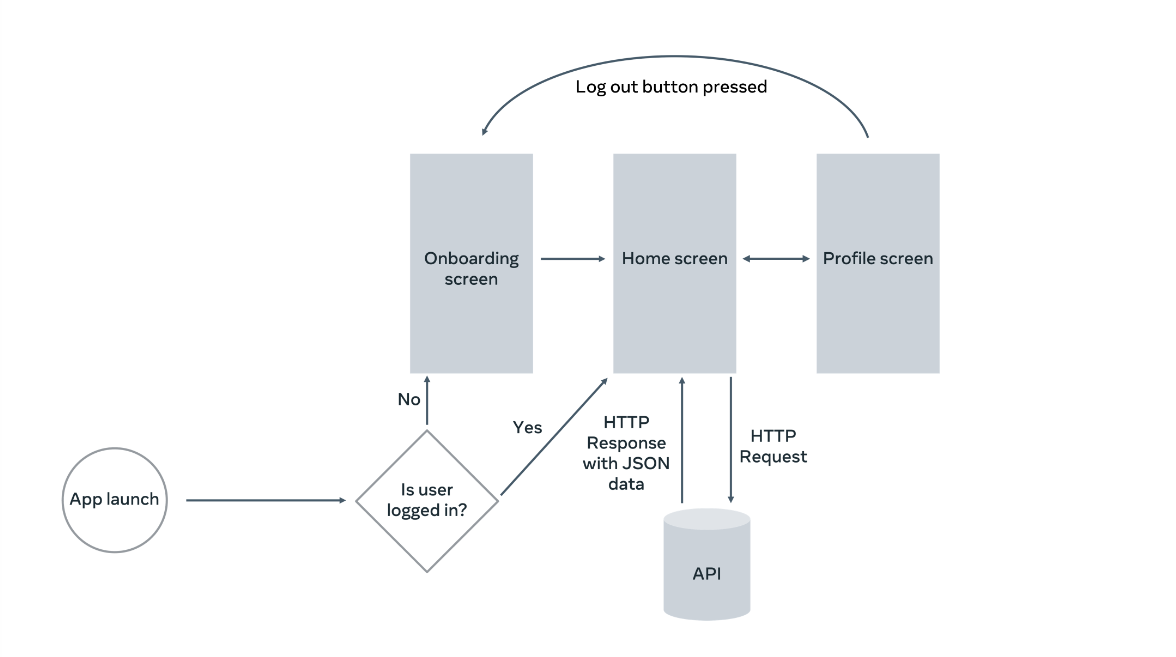 Log out button pressed
Onboarding
screen
Home screen
Profile screen
No
Yes
HTTP
Response
with JSON
data
HTTP
Request
App launch
Is user
logged in?
API